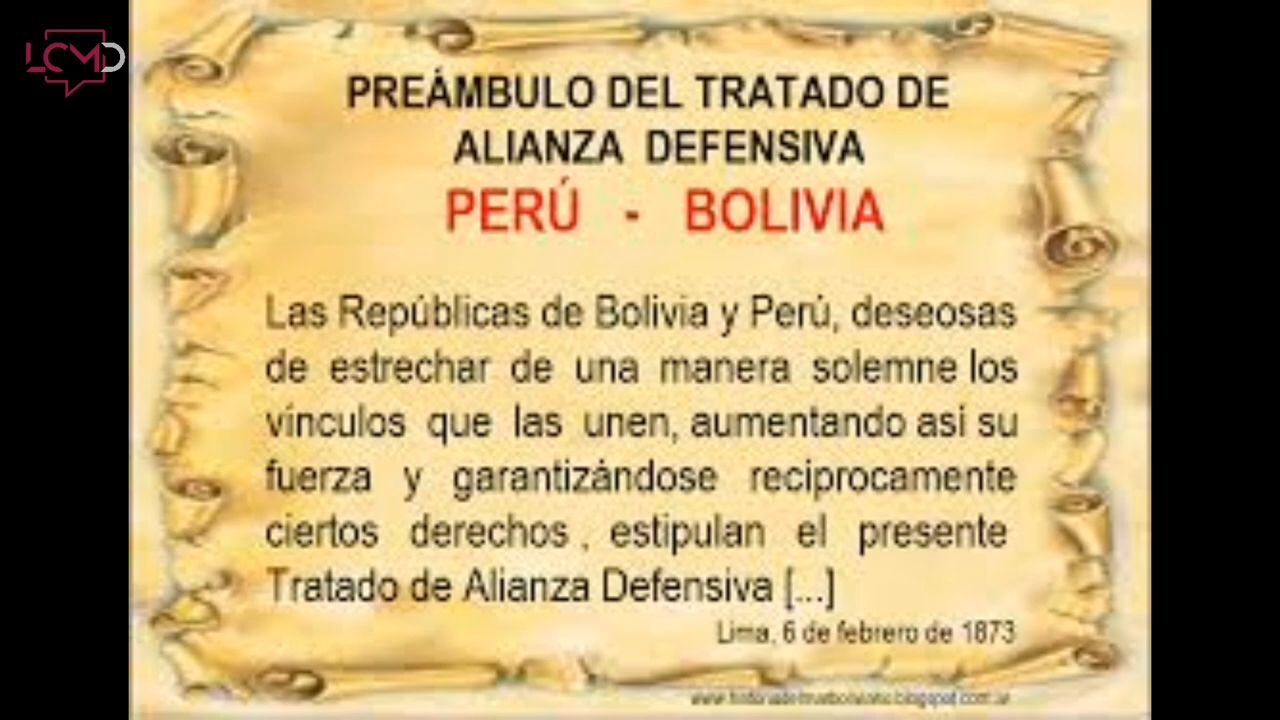 LCMD
PREÁMBULO DEL TRATADO DE
ALIANZA DEFENSIVA
PERÚ - BOLIVIA
Las Repúblicas de Bolivia y Perú, deseosas
de estrechar de una manera solemne los
vínculos que las unen, aumentando así su
fuerza y garantizándose reciprocamente
ciertos derechos , estipulan el presente
Tratado de Alianza Defensiva [...]
Lima, 6 de febrero de 1873